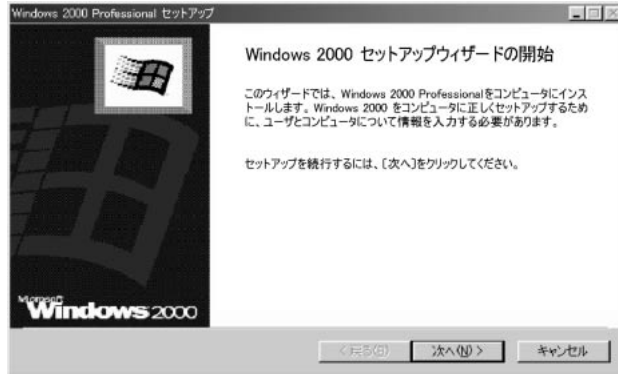 Windows 2000 Professional セットアップ
Windows 2000 セットアップウィザードの開始
このウィザードでは、Windows 2000 Professionalをコンピュータにインス
トールします。Windows 2000 をコンピュータに正しくセットアップするため
に、ユーザとコンピュータについて情報を入力する必要があります。
セットアップを続行するには、[次へ]をクリックしてください。
Microsoft
Windows 2000
< 戻る(B)
次へ(N) >
キャンセル